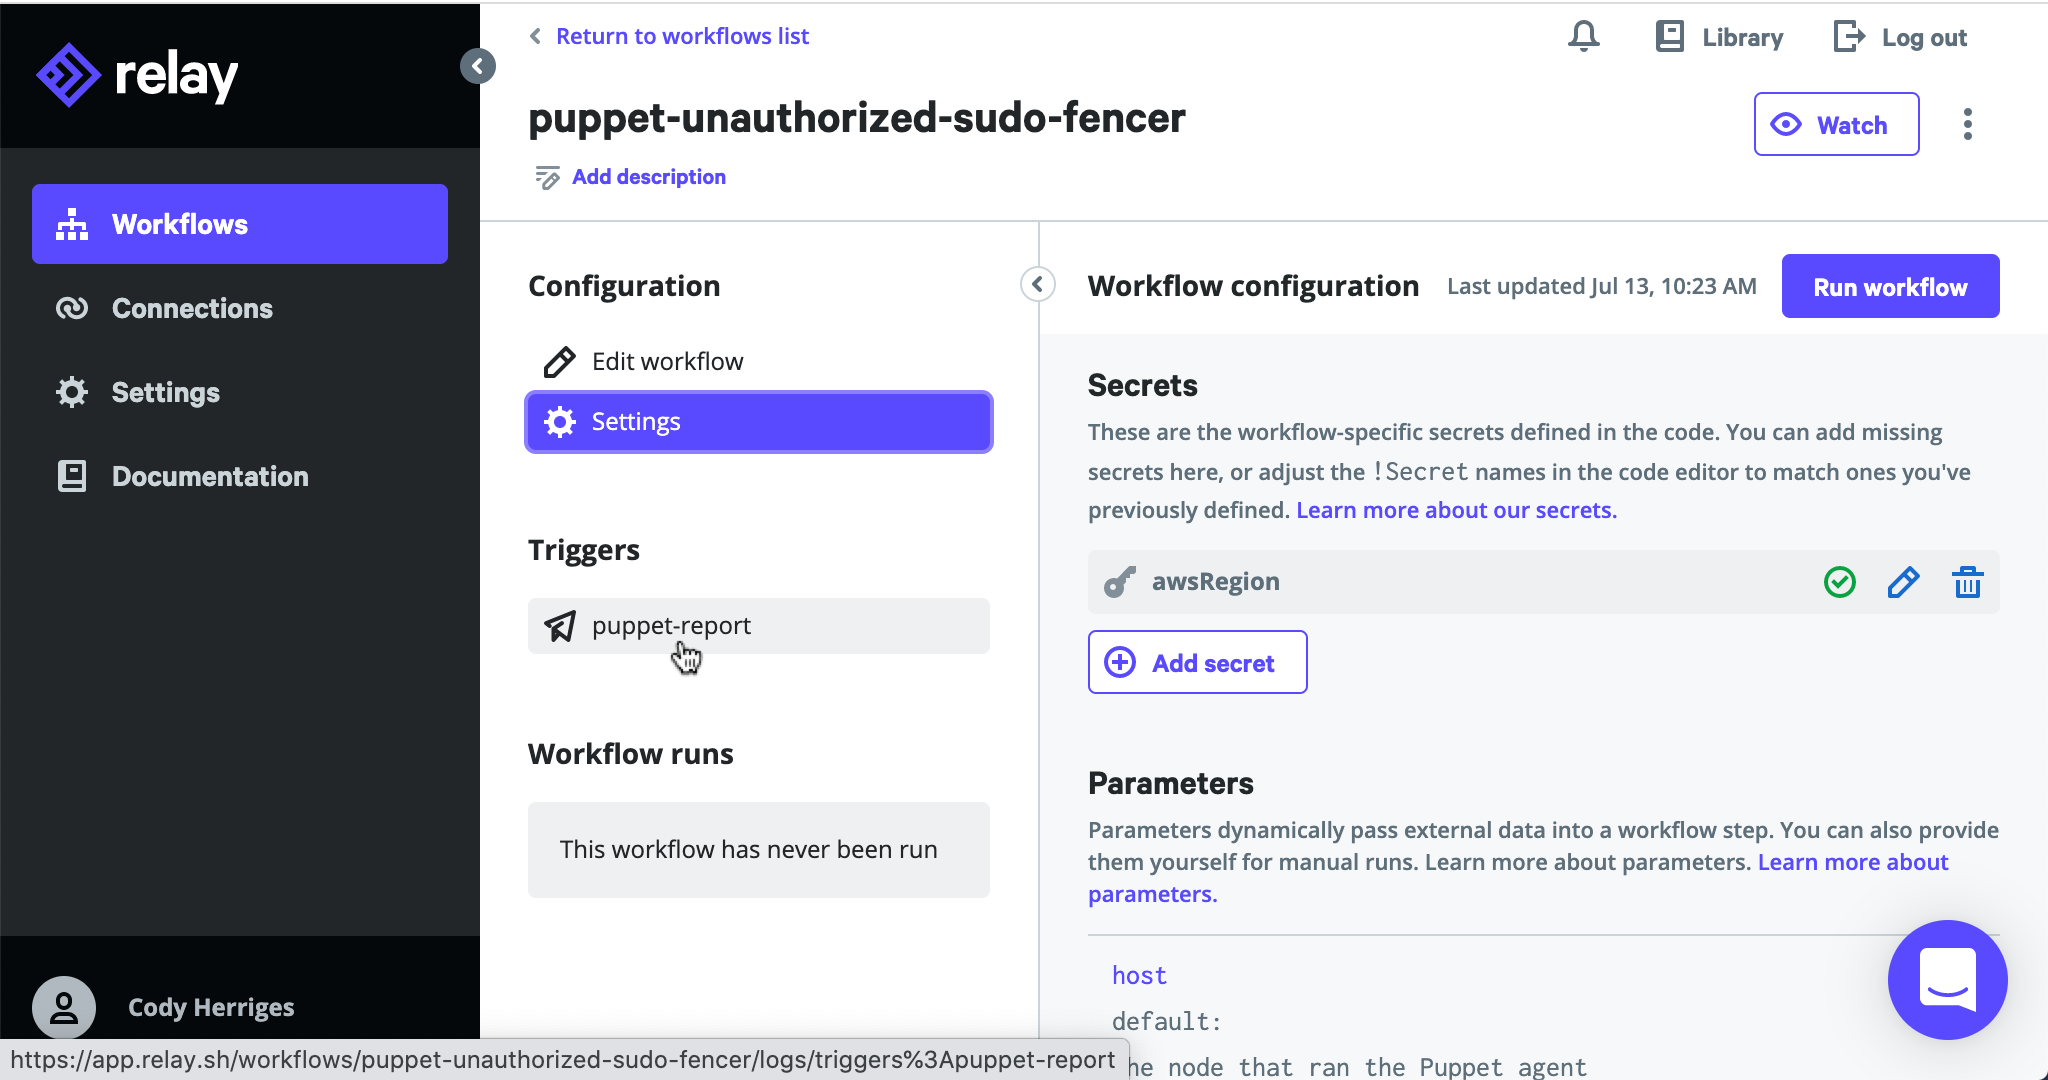 relay
Workflows
Connections
Settings
Documentation
Cody Herriges
Return to workflows list
Library
Log out
puppet-unauthorized-sudo-fencer
Watch
Add description
Configuration
Edit workflow
Settings
Triggers
puppet-report
Workflow runs
This workflow has never been run
Workflow configuration
Last updated Jul 13, 10:23 AM
Run workflow
Secrets
These are the workflow-specific secrets defined in the code. You can add missing
secrets here, or adjust the !Secret names in the code editor to match ones you've
previously defined. Learn more about our secrets.
awsRegion
Add secret
Parameters
Parameters dynamically pass external data into a workflow step. You can also provide
them yourself for manual runs. Learn more about parameters. Learn more about
parameters.
host
default:
he node that ran the Puppet agent
https://app.relay.sh/workflows/puppet-unauthorized-sudo-fencer/logs/triggers%3Apuppet-report